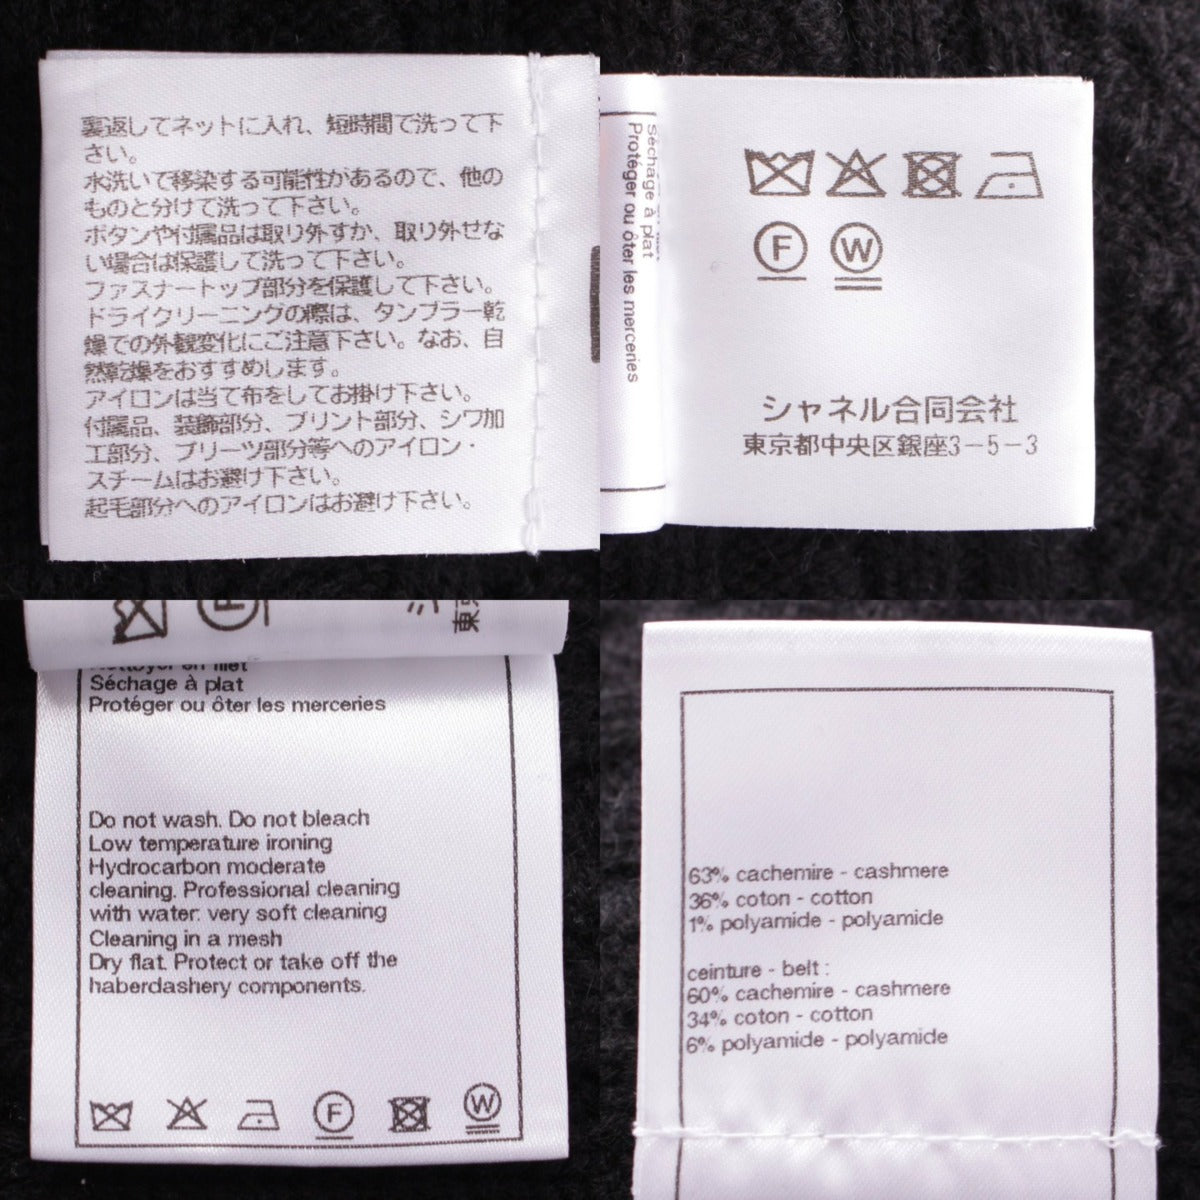 裏返してネットに入れ、短時間で洗って下
さい。
水洗いで移染する可能性があるので、他の
ものと分けて洗って下さい。
ボタンや付属品は取り外すか、取り外せな
い場合は保護して洗って下さい。
ファスナートップ部分を保護して下さい。
ドライクリーニングの際は、タンブラー乾
燥での外観変化にご注意下さい。なお、自
然乾燥をおすすめします。
アイロンは当て布をしてお掛け下さい。
付属品、装飾部分、プリント部分、シワ加
工部分、プリーツ部分等へのアイロン・
スチームはお避け下さい。
起毛部分へのアイロンはお避け下さい。
Séchage à plat
Protéger ou ôter les merceries
F W
シャネル合同会社
東京都中央区銀座3-5-3
F
東京
Nettoyer en filet
Séchage à plat
Protéger ou ôter les merceries
Do not wash. Do not bleach
Low temperature ironing
Hydrocarbon moderate
cleaning. Professional cleaning
with water: very soft cleaning
Cleaning in a mesh
Dry flat. Protect or take off the
haberdashery components.
F W
63% cachemire - cashmere
36% coton - cotton
1% polyamide - polyamide
ceinture - belt :
60% cachemire - cashmere
34% coton - cotton
6% polyamide - polyamide